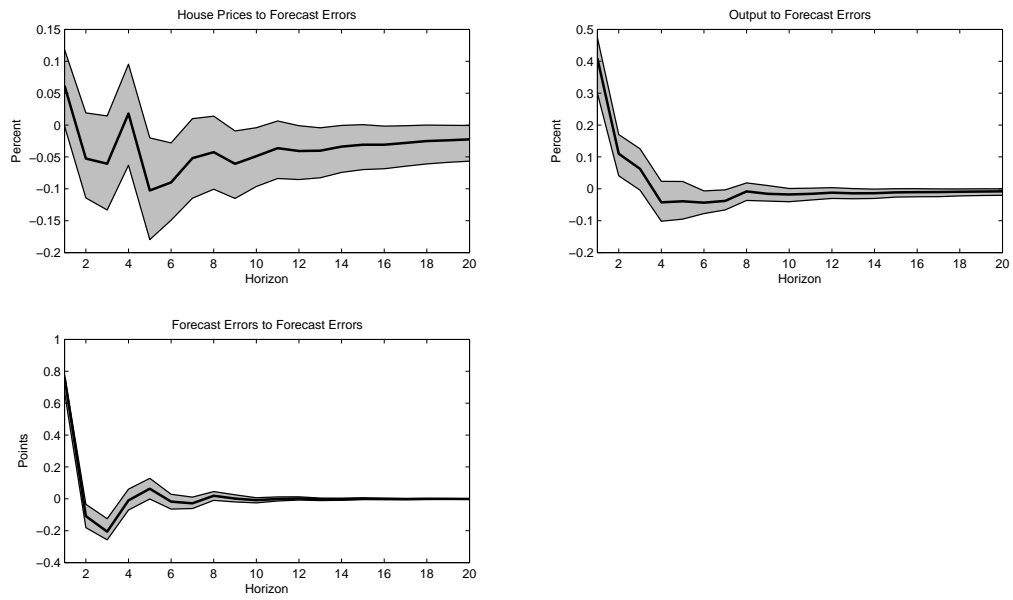 House Prices to Forecast Errors
0.15
0.1
0.05
0
−0.05
−0.1
−0.15
−0.2
Percent
2 4 6 8 10 12 14 16 18 20
Horizon
Output to Forecast Errors
0.5
0.4
0.3
0.2
0.1
0
−0.1
−0.2
Percent
2 4 6 8 10 12 14 16 18 20
Horizon
Forecast Errors to Forecast Errors
1
0.8
0.6
0.4
0.2
0
−0.2
−0.4
Points
2 4 6 8 10 12 14 16 18 20
Horizon